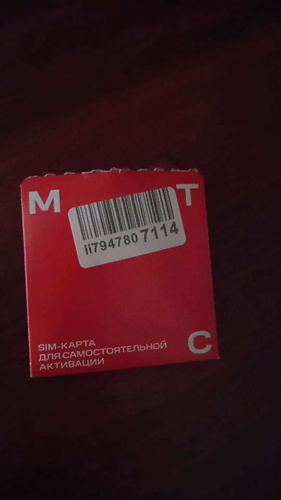 М Т
ii794780 7114
SIM-КАРТА
ДЛЯ САМОСТОЯТЕЛЬНОЙ
АКТИВАЦИИ
С